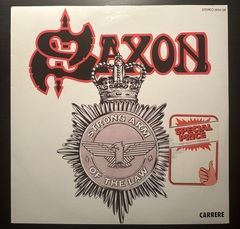 SAXON
STRONG ARM
OF THE LAW
SPECIAL
PRICE
CARRERE